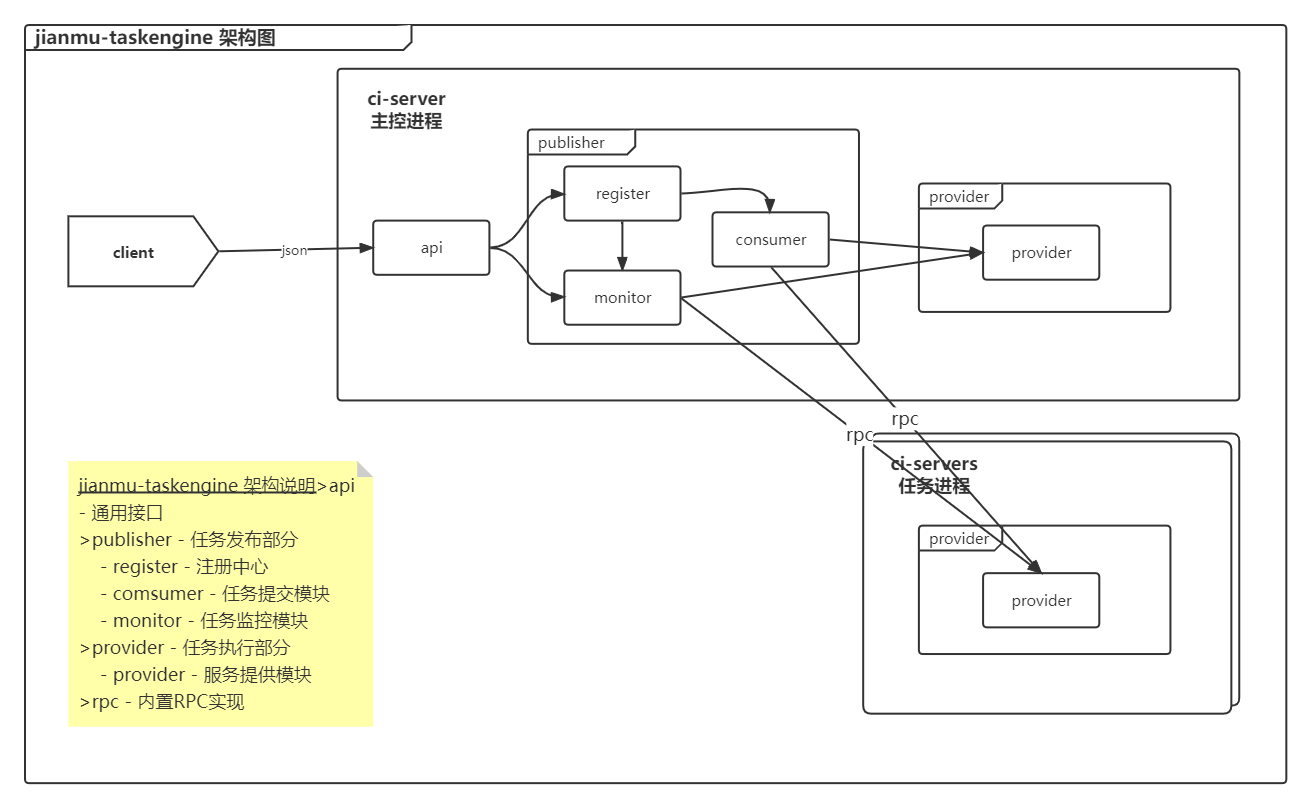 jianmu-taskengine 架构图
ci-server
主控进程
publisher
register
provider
client
json
api
consumer
provider
monitor
rpc
rpc
ci-servers
任务进程
provider
provider
jianmu-taskengine 架构说明>api
- 通用接口
>publisher - 任务发布部分
- register - 注册中心
- comsumer - 任务提交模块
- monitor - 任务监控模块
>provider - 任务执行部分
- provider - 服务提供模块
>rpc - 内置RPC实现